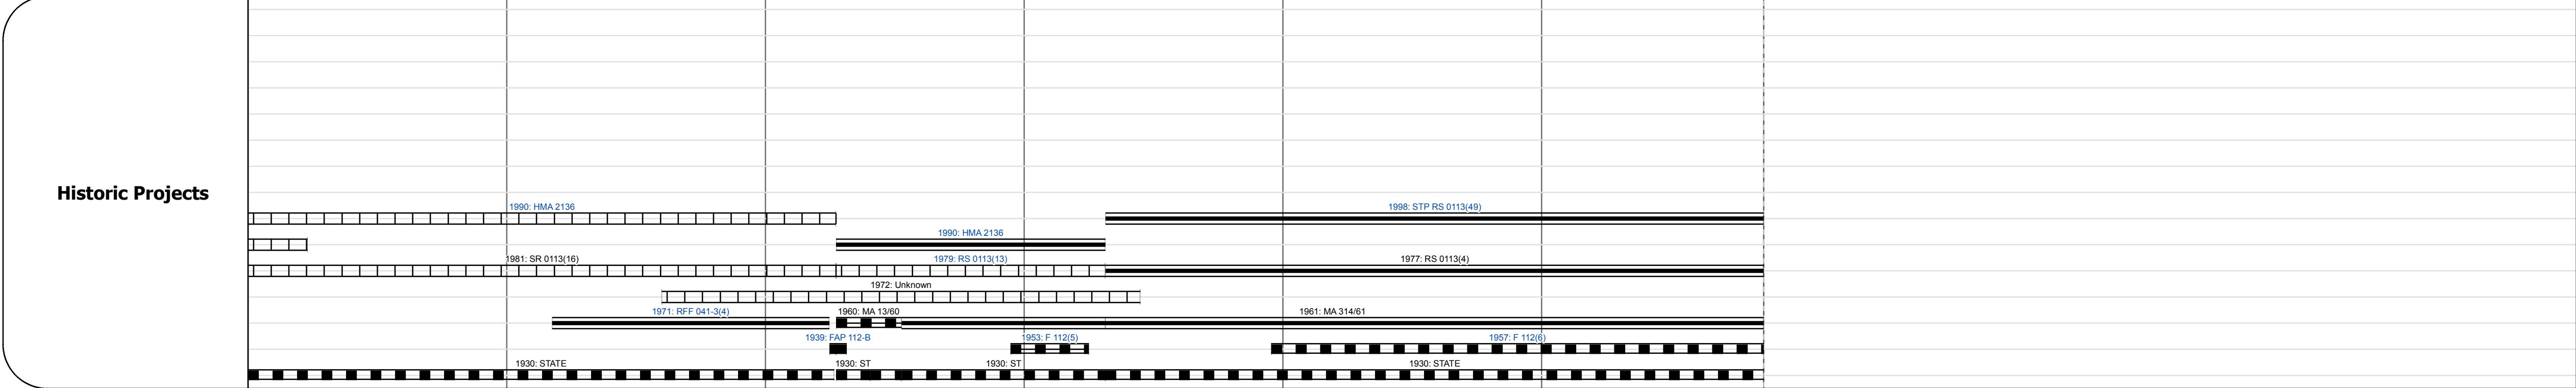 Historic Projects
1990: HMA 2136
1998: STP RS 0113(49)
1990: HMA 2136
1981: SR 0113(16)
1979: RS 0113(13)
1977: RS 0113(4)
1972: Unknown
1971: RFF 041-3(4)
1960: MA 13/60
1961: MA 314/61
1939: FAP 112-B
1953: F 112(5)
1957: F 112(6)
1930: STATE
1930: ST
1930: ST
1930: STATE